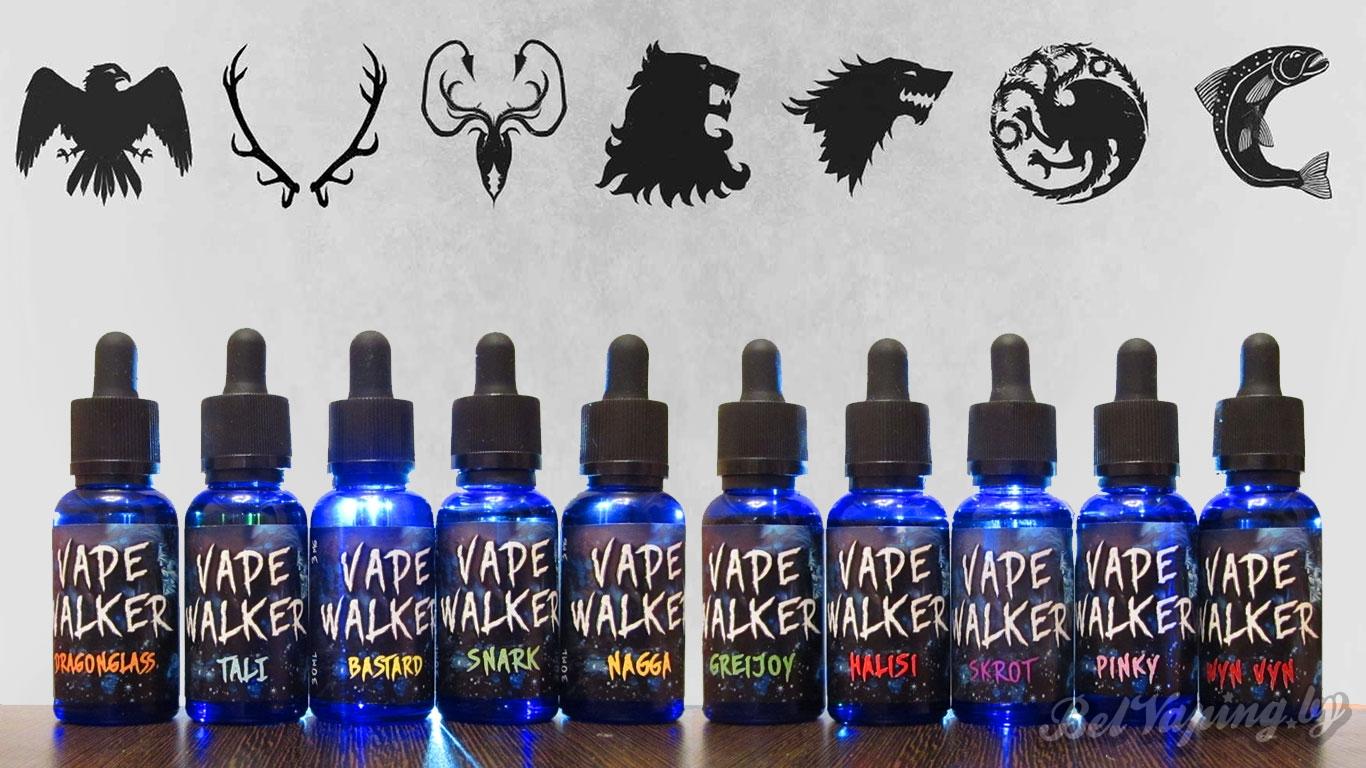 VAPE
WALKER
DRAGONGLASS
VAPE
WALKER
TALI
VAPE
WALKER
BASTARD
VAPE
WALKER
SNARK
VAPE
WALKER
NAGGA
VAPE
WALKER
GREIJOY
VAPE
WALKER
HALISI
VAPE
WALKER
SKROT
VAPE
WALKER
PINKY
VAPE
WALKER
WYN VYN
BelVaping.by